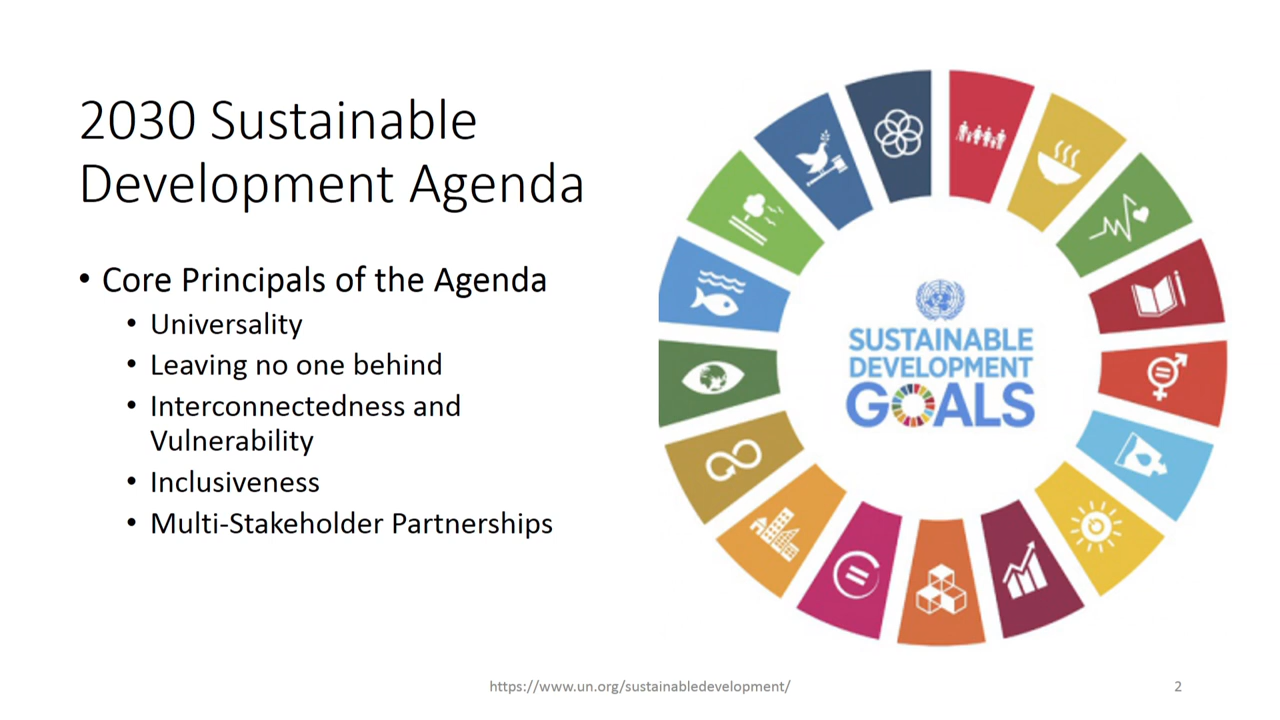 2030 Sustainable
Development Agenda
• Core Principals of the Agenda
• Universality
• Leaving no one behind
• Interconnectedness and
Vulnerability
• Inclusiveness
• Multi-Stakeholder Partnerships
SUSTAINABLE
DEVELOPMENT
GOALS
https://www.un.org/sustainabledevelopment/
2